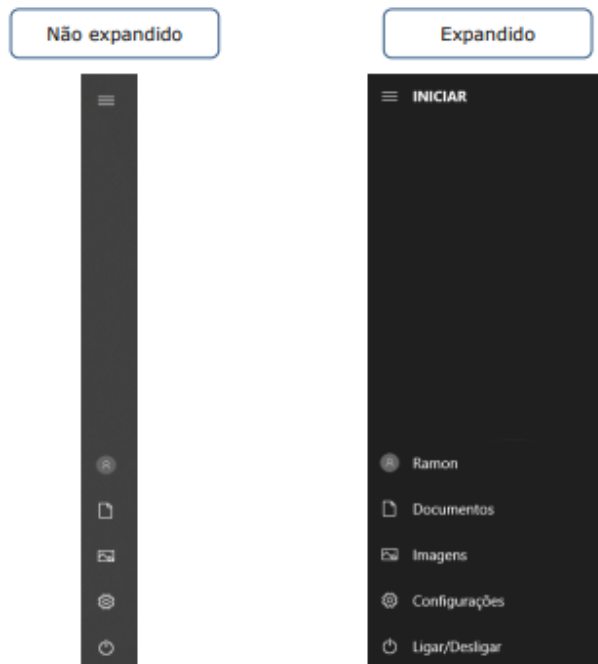 Não expandido
Expandido
INICIAR
Ramon
Documentos
Imagens
Configurações
Ligar/Desligar